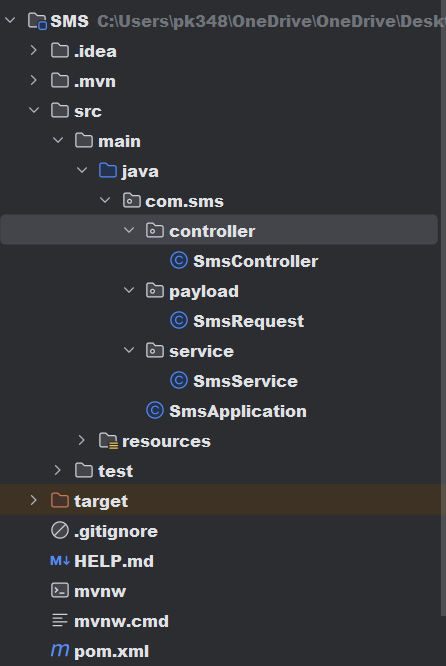 SMS C:\Users\pk348\OneDrive\OneDrive\Desk
.idea
.mvn
src
main
java
com.sms
controller
C SmsController
payload
C SmsRequest
service
C SmsService
C SmsApplication
resources
test
target
.gitignore
M↓ HELP.md
mvnw
mvnw.cmd
m pom.xml